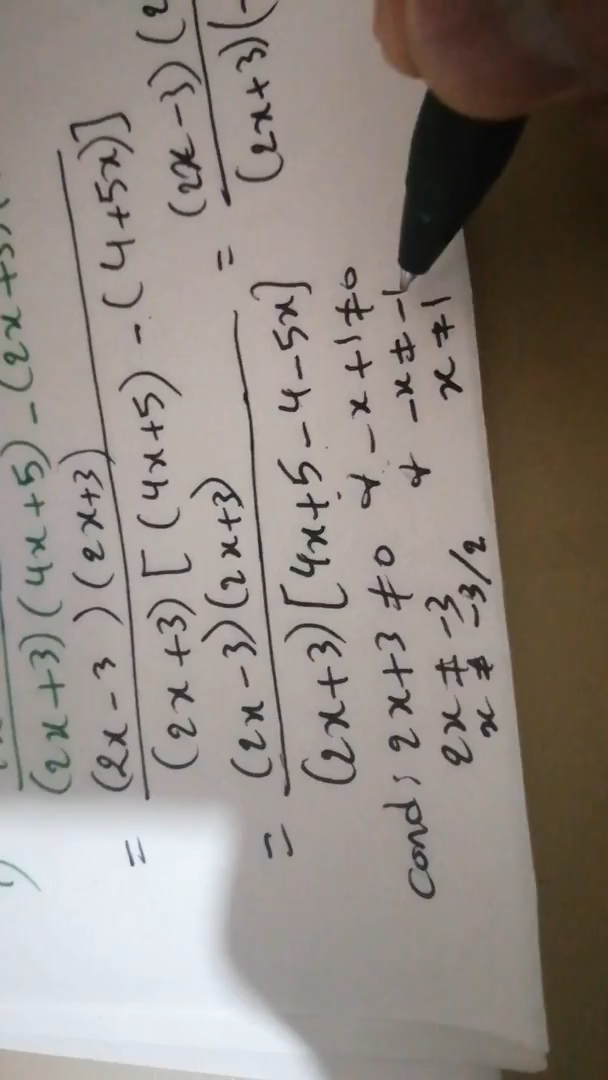 (2x+3)(4x+5) - (2x+3)(
= (2x-3)(2x+3)
(2x+3)[(4x+5) - (4+5x)]
= (2x-3)(2x+3) = (2x-3)(2
(2x+3)[4x+5-4-5x] (2x+3)(-
cond: 2x+3 ≠ 0 & -x+1 ≠ 0
2x ≠ -3 & -x ≠ -1
x ≠ -3/2 x ≠ 1